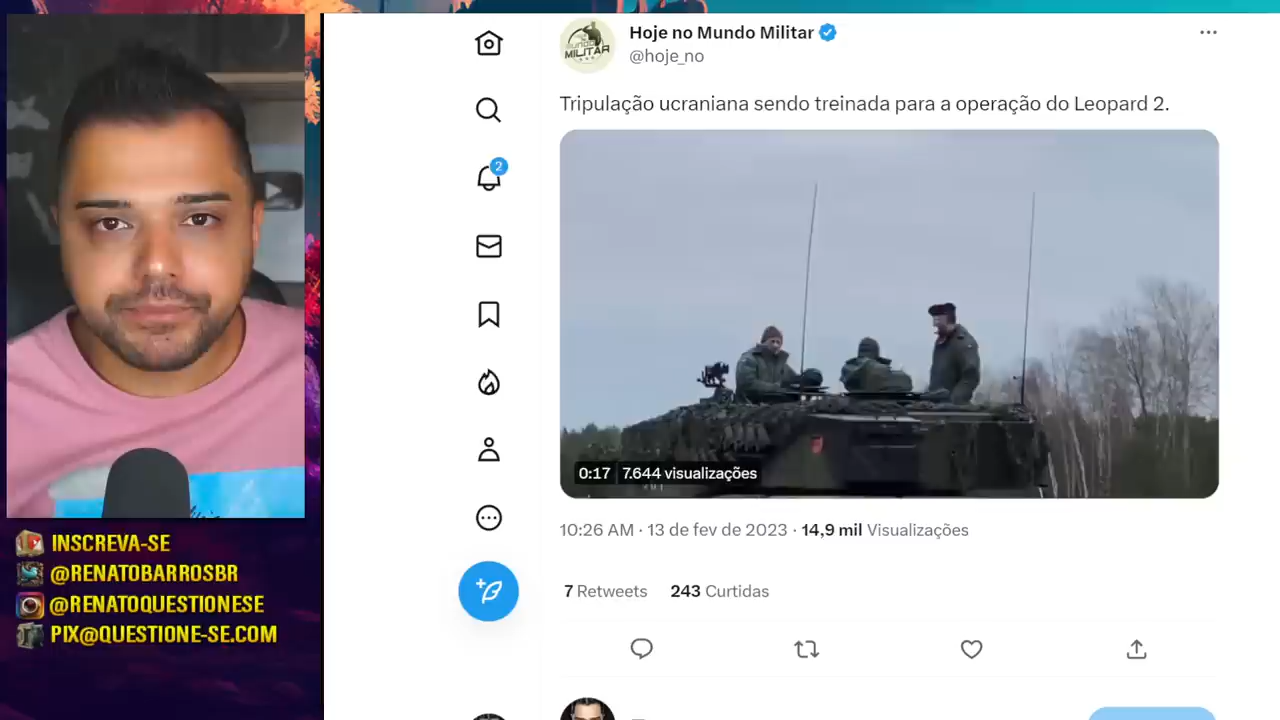 INSCREVA-SE
@RENATOBARROSBR
@RENATOQUESTIONESE
PIX@QUESTIONE-SE.COM
2
MUNDO
MILITAR
Hoje no Mundo Militar
@hoje_no
Tripulação ucraniana sendo treinada para a operação do Leopard 2.
0:17 7.644 visualizações
10:26 AM · 13 de fev de 2023 · 14,9 mil Visualizações
7 Retweets 243 Curtidas